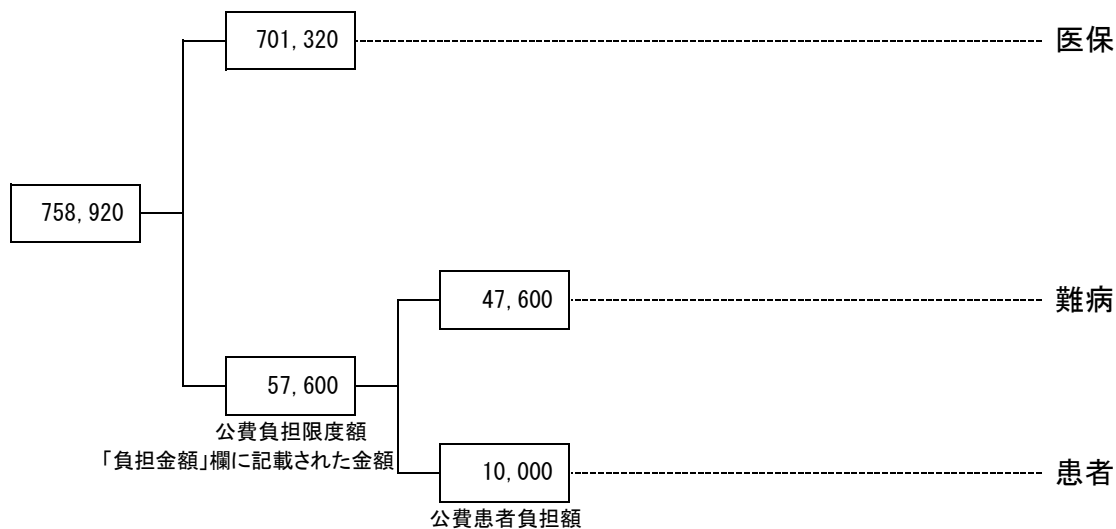 701,320
医保
758,920
47,600
難病
57,600
公費負担限度額
「負担金額」欄に記載された金額
10,000
患者
公費患者負担額